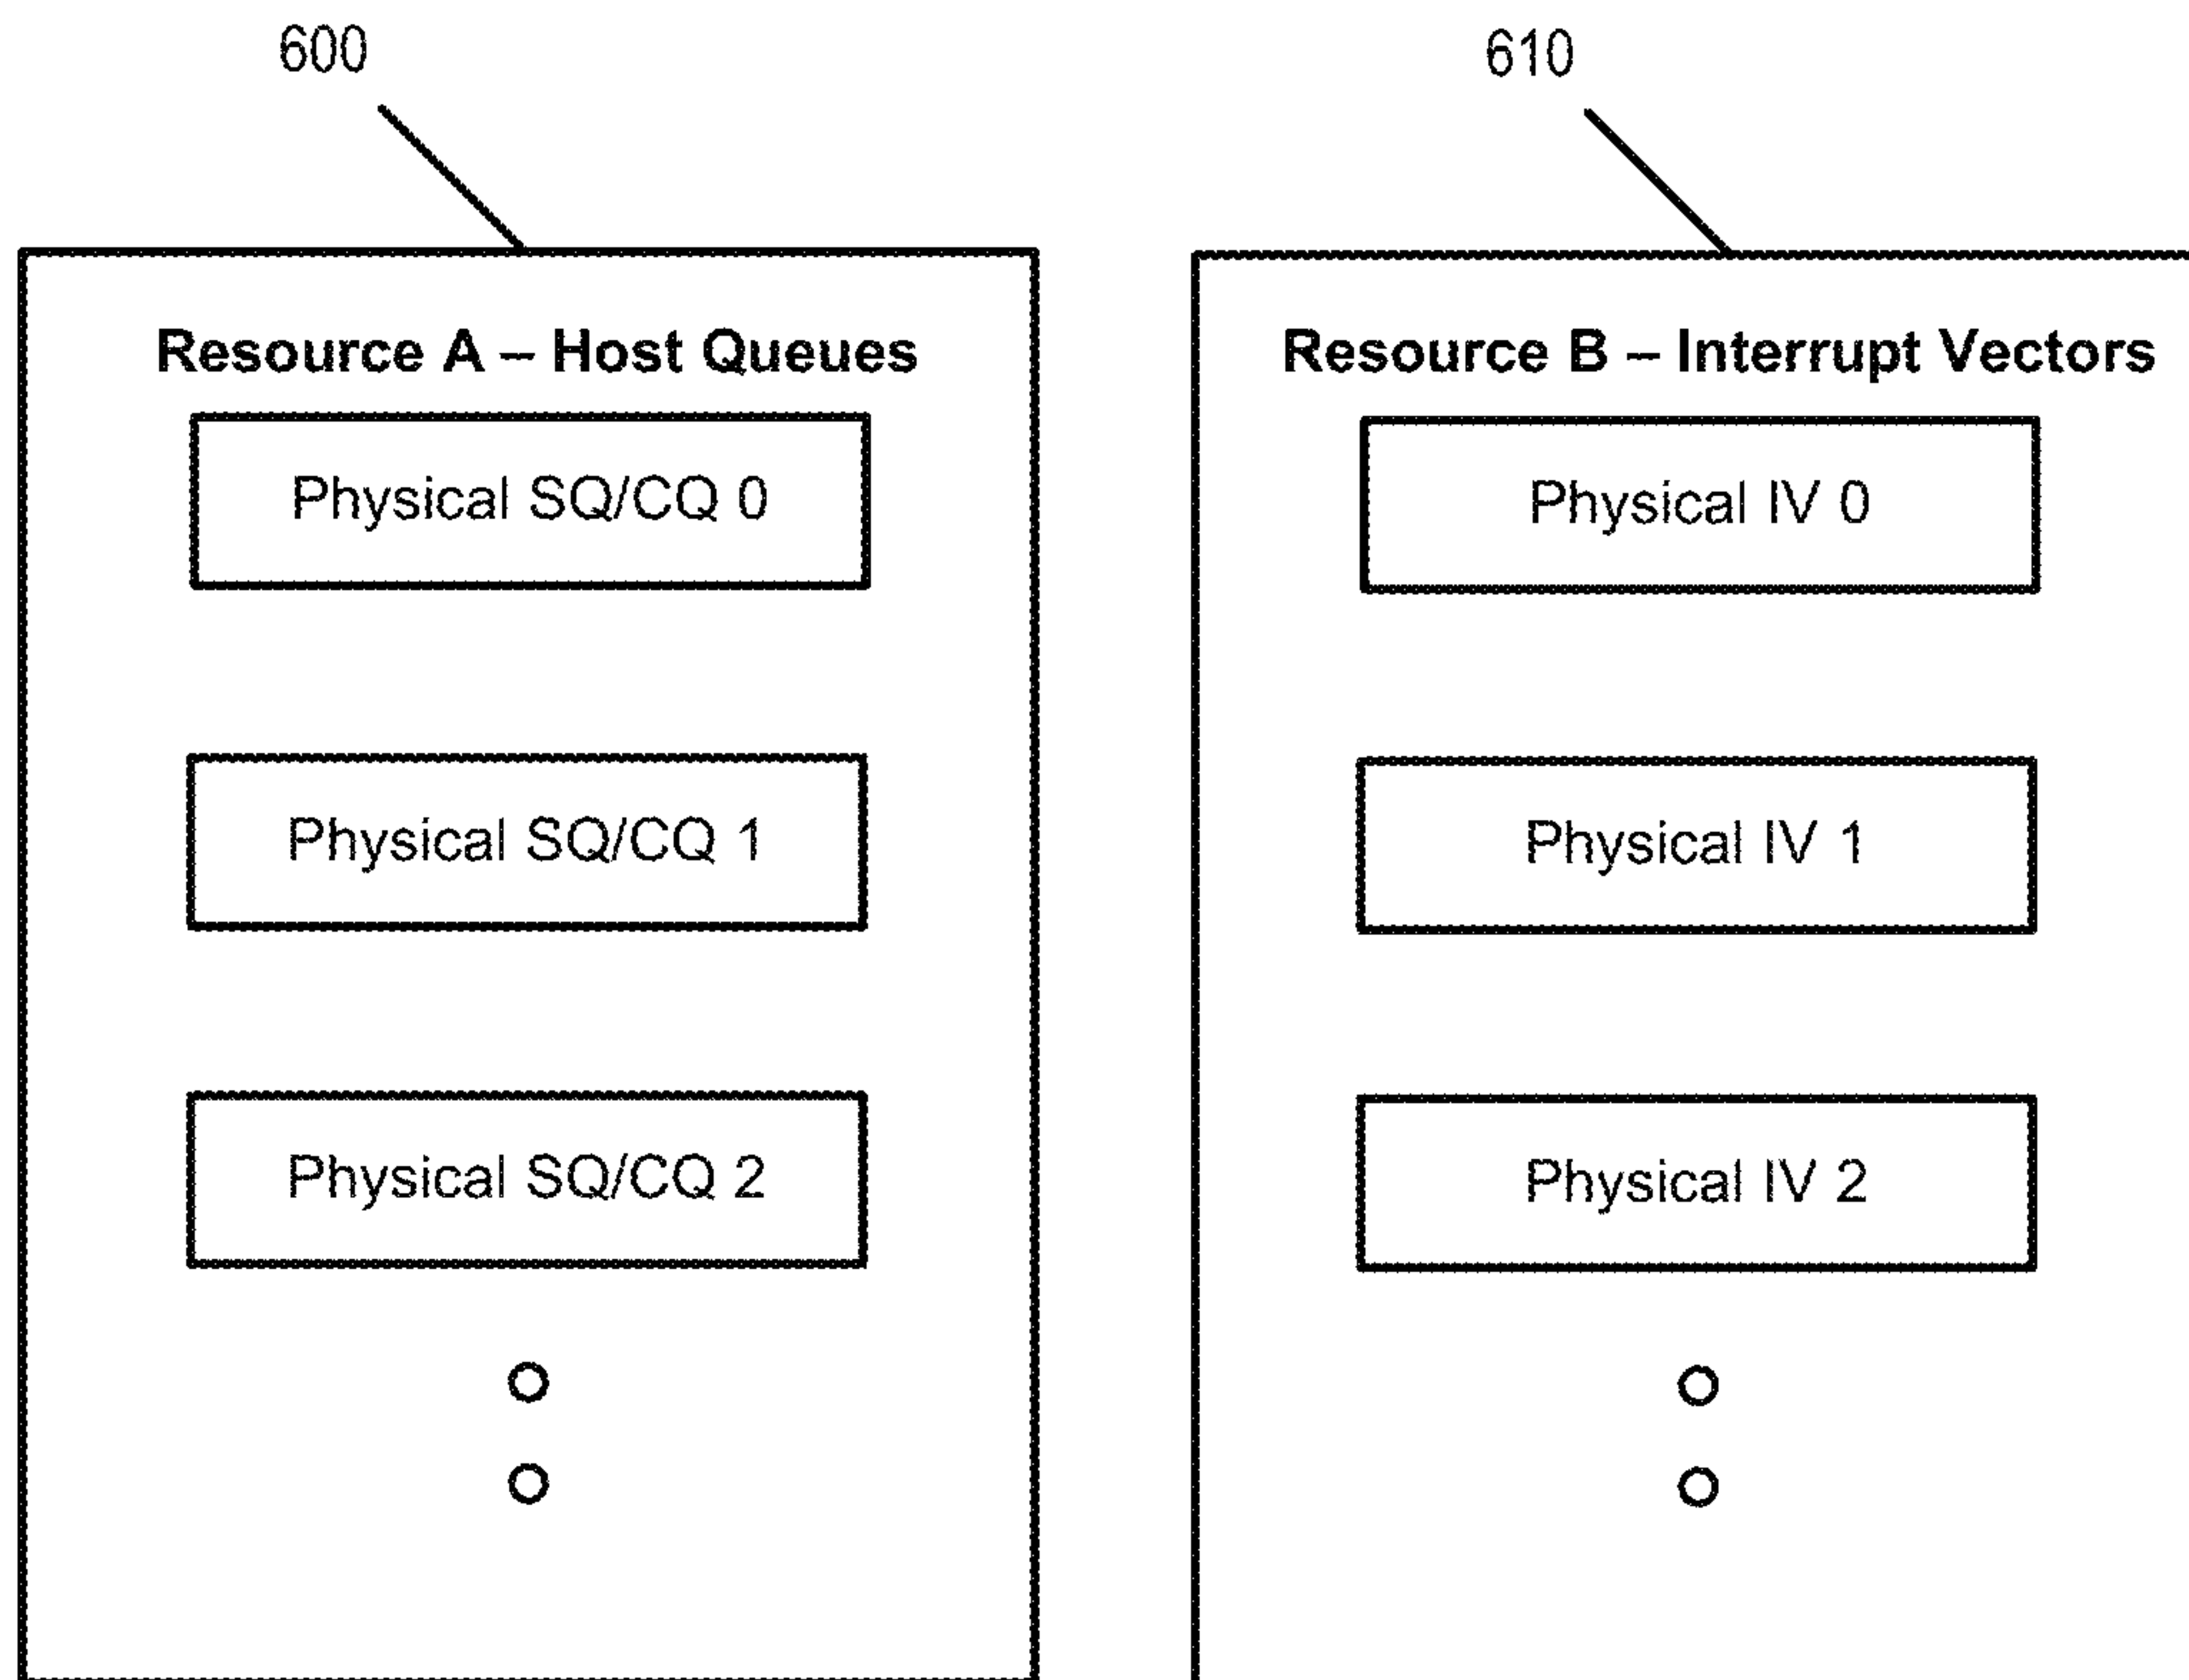 600
Resource A – Host Queues
Physical SQ/CQ 0
Physical SQ/CQ 1
Physical SQ/CQ 2
610
Resource B – Interrupt Vectors
Physical IV 0
Physical IV 1
Physical IV 2